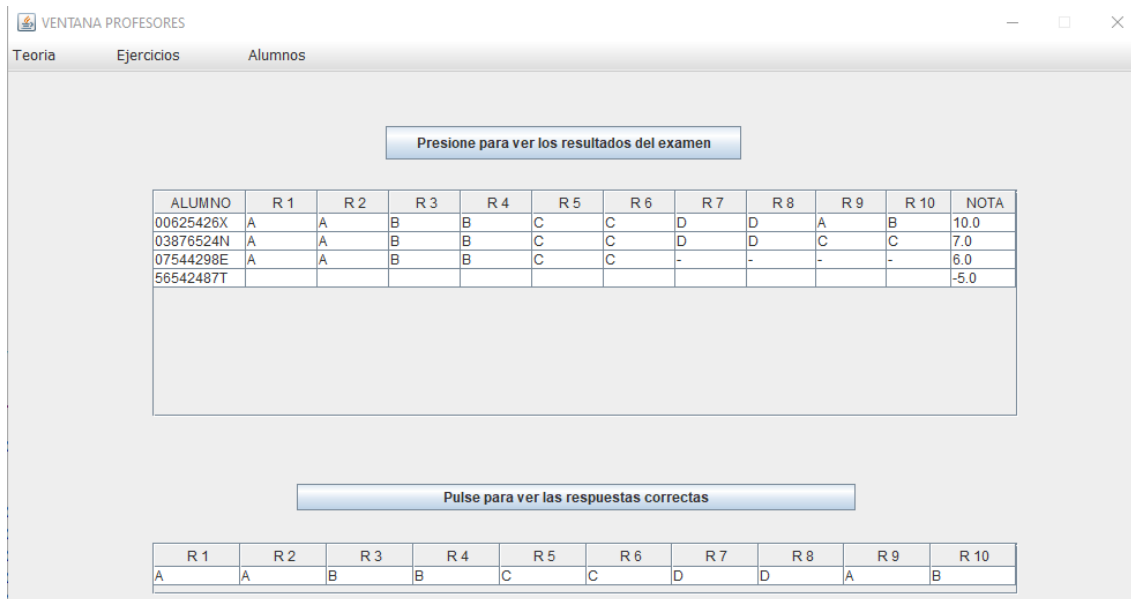 VENTANA PROFESORES
Teoria Ejercicios Alumnos
Presione para ver los resultados del examen
ALUMNO R 1 R 2 R 3 R 4 R 5 R 6 R 7 R 8 R 9 R 10 NOTA
00625426X A A B B C C D D A B 10.0
03876524N A A B B C C D D C C 7.0
07544298E A A B B C C - - - - 6.0
56542487T -5.0
Pulse para ver las respuestas correctas
R 1 R 2 R 3 R 4 R 5 R 6 R 7 R 8 R 9 R 10
A A B B C C D D A B